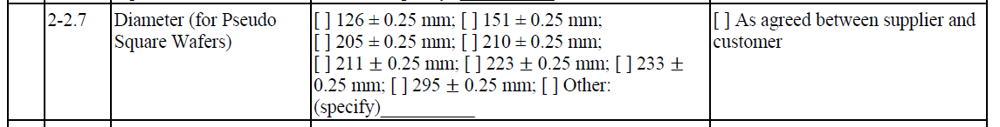 2-2.7 Diameter (for Pseudo [ ] 126 ± 0.25 mm; [ ] 151 ± 0.25 mm; [ ] As agreed between supplier and
Square Wafers) [ ] 205 ± 0.25 mm; [ ] 210 ± 0.25 mm; customer
[ ] 211 ± 0.25 mm; [ ] 223 ± 0.25 mm; [ ] 233 ±
0.25 mm; [ ] 295 ± 0.25 mm; [ ] Other:
(specify)__________